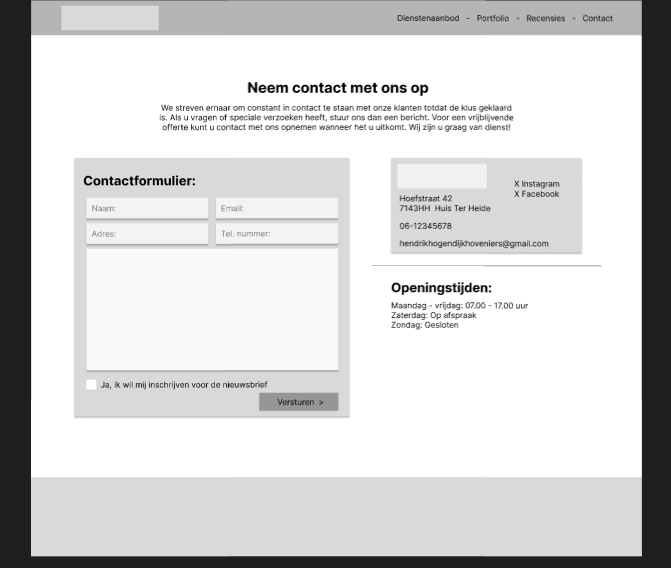 Dienstenaanbod - Portfolio - Recensies - Contact
Neem contact met ons op
We streven ernaar om constant in contact te staan met onze klanten totdat de klus geklaard
is. Als u vragen of speciale verzoeken heeft, stuur ons dan een bericht. Voor een vrijblijvende
offerte kunt u contact met ons opnemen wanneer het u uitkomt. Wij zijn u graag van dienst!
Contactformulier:
Naam: Email:
Adres: Tel. nummer:
Ja, ik wil mij inschrijven voor de nieuwsbrief
Versturen >
X Instagram
X Facebook
Hoefstraat 42
7143HH Huis Ter Heide
06-12345678
hendrikhogendijkhoveniers@gmail.com
Openingstijden:
Maandag - vrijdag: 07.00 - 17.00 uur
Zaterdag: Op afspraak
Zondag: Gesloten